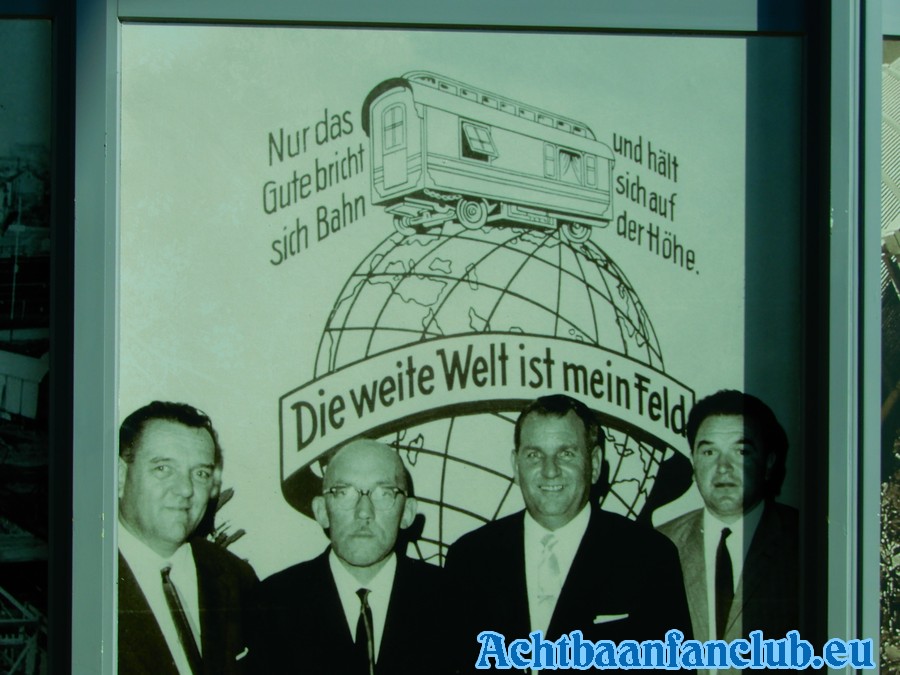 Nur das
Gute bricht
sich Bahn
und hält
sich auf
der Höhe.
Die weite Welt ist mein Feld
Achtbaanfanclub.eu